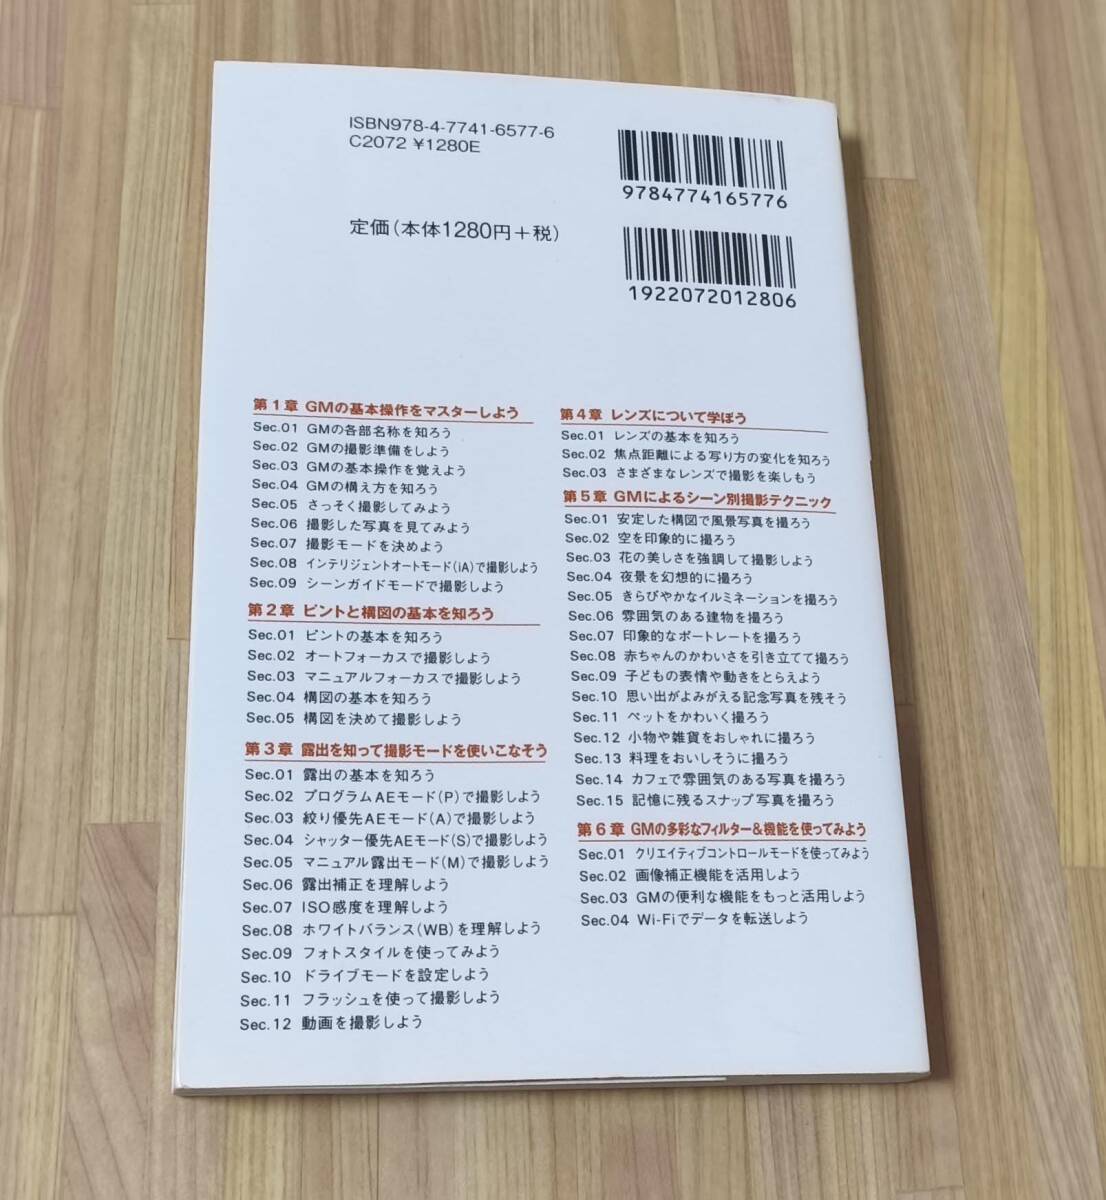 ISBN978-4-7741-6577-6
C2072 ¥1280E
定価(本体1280円+税)
9784774165776
1922072012806
第1章 GMの基本操作をマスターしよう
Sec.01 GMの各部名称を知ろう
Sec.02 GMの撮影準備をしよう
Sec.03 GMの基本操作を覚えよう
Sec.04 GMの構え方を知ろう
Sec.05 さっそく撮影してみよう
Sec.06 撮影した写真を見てみよう
Sec.07 撮影モードを決めよう
Sec.08 インテリジェントオートモード(iA)で撮影しよう
Sec.09 シーンガイドモードで撮影しよう
第2章 ピントと構図の基本を知ろう
Sec.01 ピントの基本を知ろう
Sec.02 オートフォーカスで撮影しよう
Sec.03 マニュアルフォーカスで撮影しよう
Sec.04 構図の基本を知ろう
Sec.05 構図を決めて撮影しよう
第3章 露出を知って撮影モードを使いこなそう
Sec.01 露出の基本を知ろう
Sec.02 プログラムAEモード(P)で撮影しよう
Sec.03 絞り優先AEモード(A)で撮影しよう
Sec.04 シャッター優先AEモード(S)で撮影しよう
Sec.05 マニュアル露出モード(M)で撮影しよう
Sec.06 露出補正を理解しよう
Sec.07 ISO感度を理解しよう
Sec.08 ホワイトバランス(WB)を理解しよう
Sec.09 フォトスタイルを使ってみよう
Sec.10 ドライブモードを設定しよう
Sec.11 フラッシュを使って撮影しよう
Sec.12 動画を撮影しよう
第4章 レンズについて学ぼう
Sec.01 レンズの基本を知ろう
Sec.02 焦点距離による写り方の変化を知ろう
Sec.03 さまざまなレンズで撮影を楽しもう
第5章 GMによるシーン別撮影テクニック
Sec.01 安定した構図で風景写真を撮ろう
Sec.02 空を印象的に撮ろう
Sec.03 花の美しさを強調して撮影しよう
Sec.04 夜景を幻想的に撮ろう
Sec.05 きらびやかなイルミネーションを撮ろう
Sec.06 雰囲気のある建物を撮ろう
Sec.07 印象的なポートレートを撮ろう
Sec.08 赤ちゃんのかわいさを引き立てて撮ろう
Sec.09 子どもの表情や動きをとらえよう
Sec.10 思い出がよみがえる記念写真を残そう
Sec.11 ペットをかわいく撮ろう
Sec.12 小物や雑貨をおしゃれに撮ろう
Sec.13 料理をおいしそうに撮ろう
Sec.14 カフェで雰囲気のある写真を撮ろう
Sec.15 記憶に残るスナップ写真を撮ろう
第6章 GMの多彩なフィルター&機能を使ってみよう
Sec.01 クリエイティブコントロールモードを使ってみよう
Sec.02 画像補正機能を活用しよう
Sec.03 GMの便利な機能をもっと活用しよう
Sec.04 Wi-Fiでデータを転送しよう